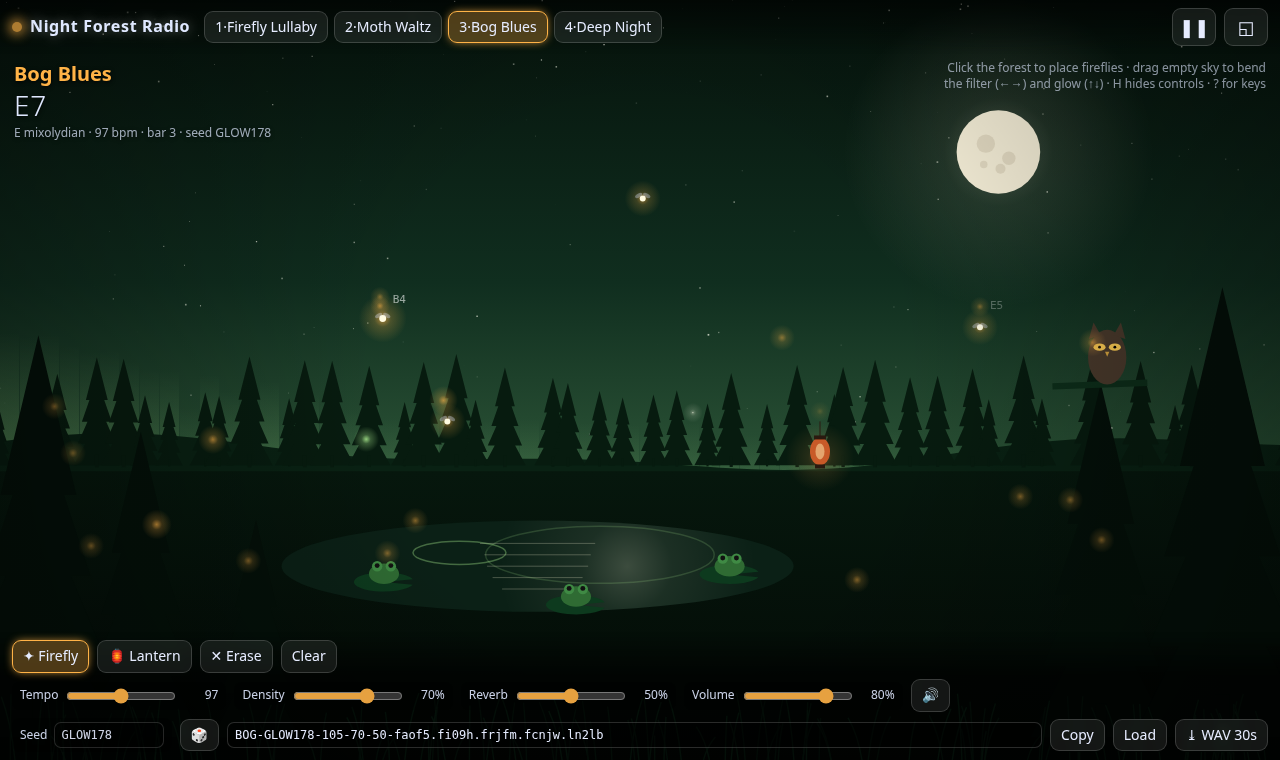 Night Forest Radio
1·Firefly Lullaby
2·Moth Waltz
3·Bog Blues
4·Deep Night
Bog Blues
E7
E mixolydian · 97 bpm · bar 3 · seed GLOW178
Click the forest to place fireflies · drag empty sky to bend
the filter (←→) and glow (↑↓) · H hides controls · ? for keys
B4
E5
✦ Firefly
Lantern
✕ Erase
Clear
Tempo 97
Density 70%
Reverb 50%
Volume 80%
Seed GLOW178
BOG-GLOW178-105-70-50-faof5.fi09h.frjfm.fcnjw.ln2lb
Copy
Load
⤓ WAV 30s